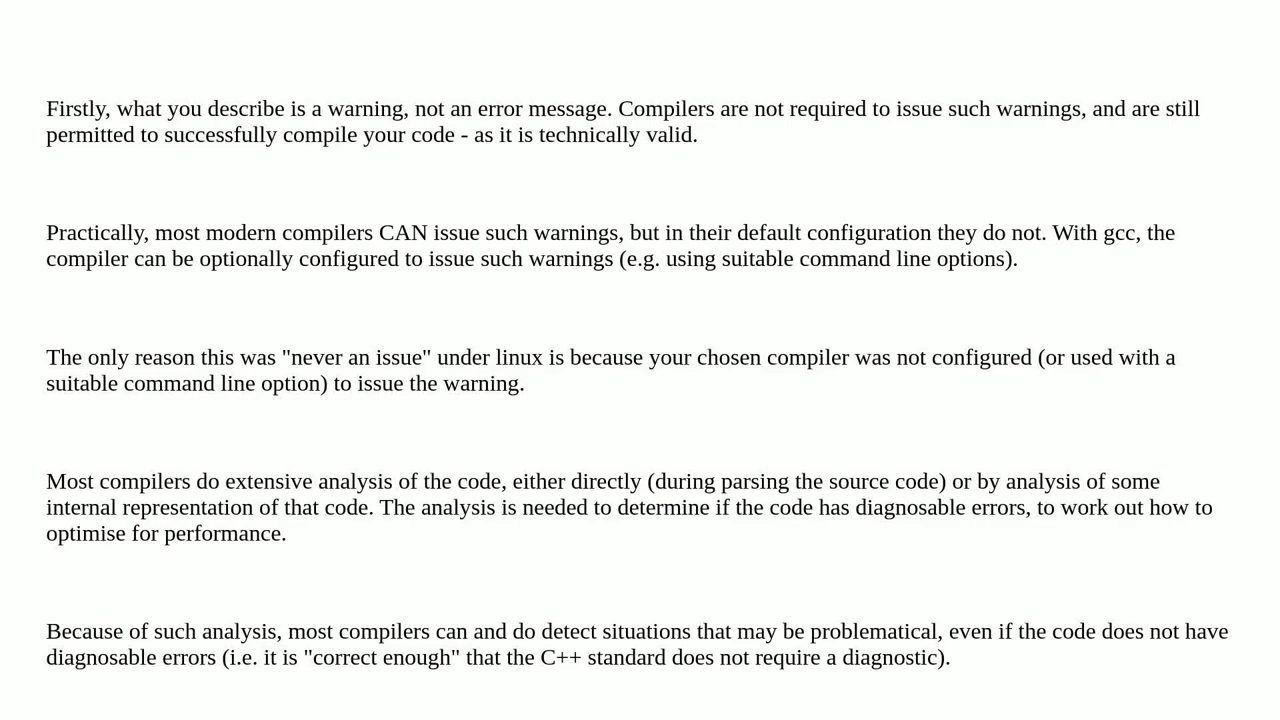 Firstly, what you describe is a warning, not an error message. Compilers are not required to issue such warnings, and are still
permitted to successfully compile your code - as it is technically valid.
Practically, most modern compilers CAN issue such warnings, but in their default configuration they do not. With gcc, the
compiler can be optionally configured to issue such warnings (e.g. using suitable command line options).
The only reason this was "never an issue" under linux is because your chosen compiler was not configured (or used with a
suitable command line option) to issue the warning.
Most compilers do extensive analysis of the code, either directly (during parsing the source code) or by analysis of some
internal representation of that code. The analysis is needed to determine if the code has diagnosable errors, to work out how to
optimise for performance.
Because of such analysis, most compilers can and do detect situations that may be problematical, even if the code does not have
diagnosable errors (i.e. it is "correct enough" that the C++ standard does not require a diagnostic).